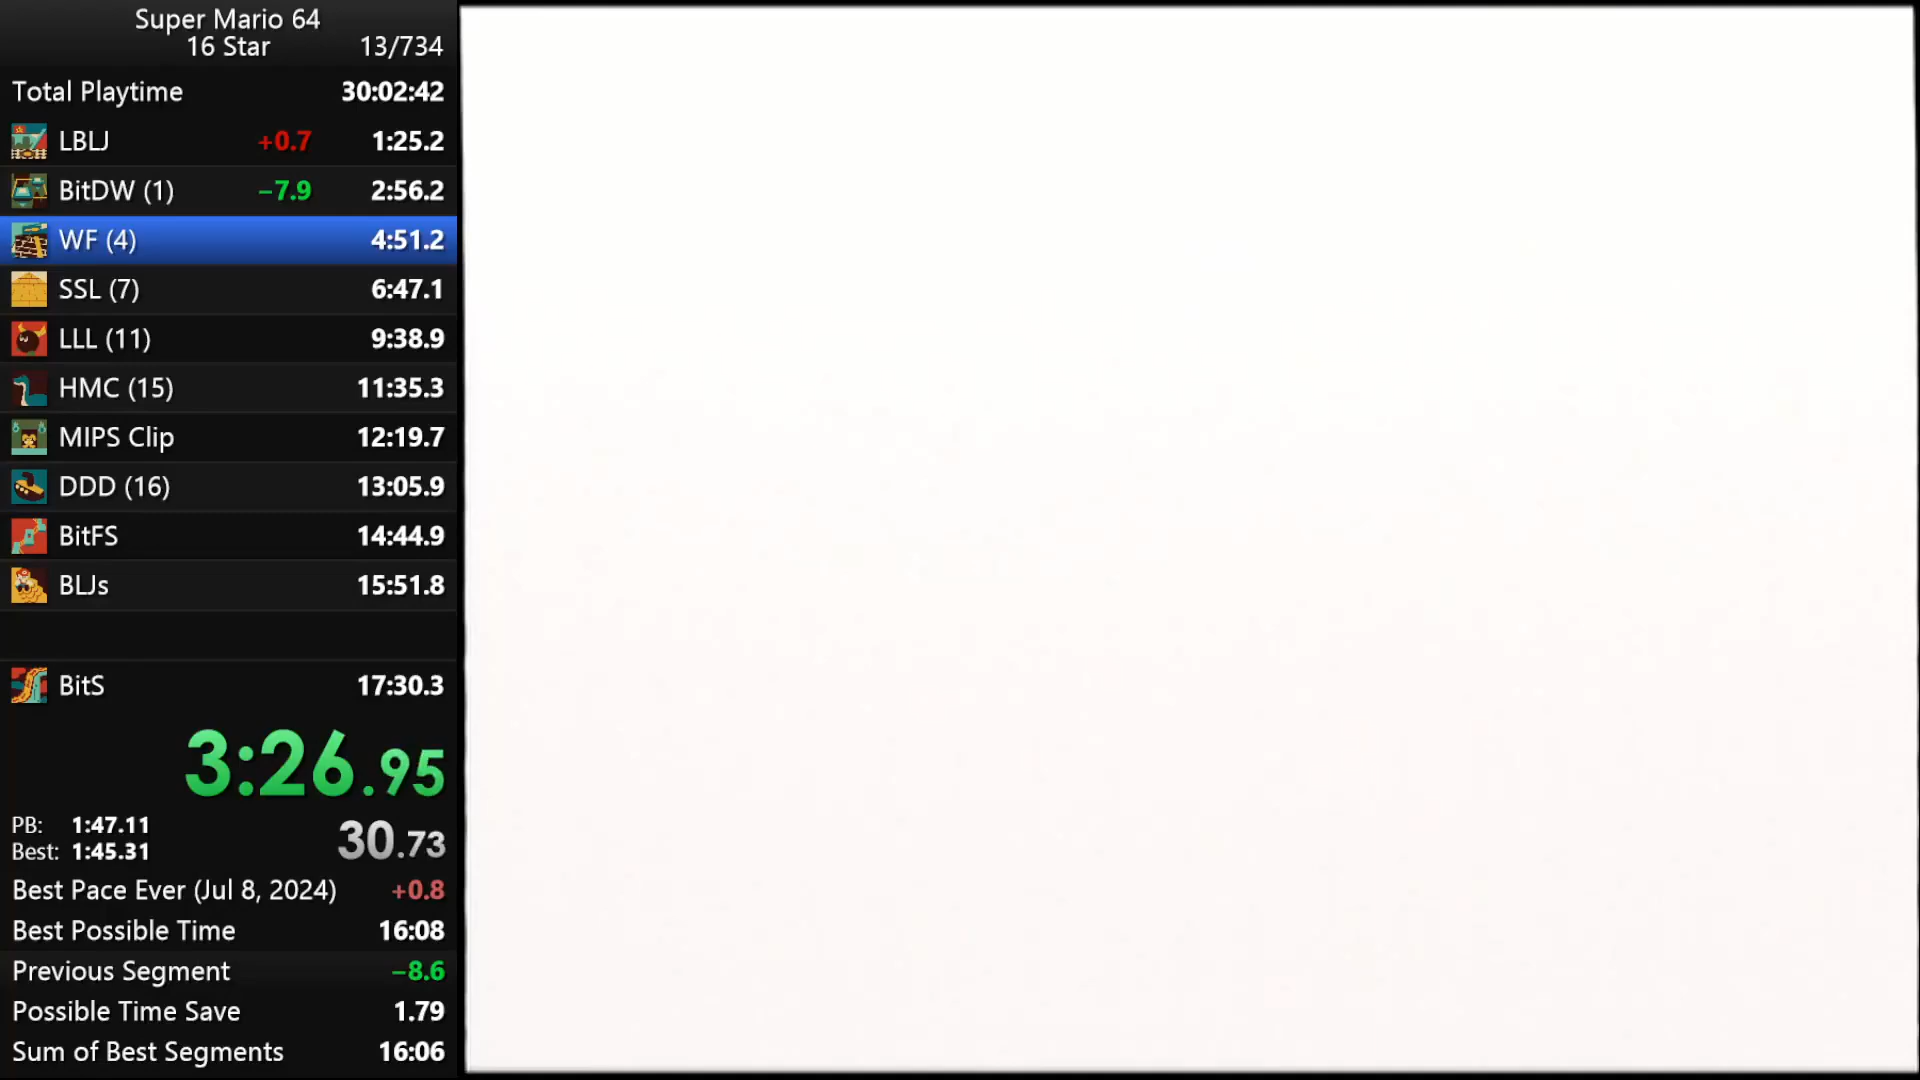 Super Mario 64
16 Star 13/734
Total Playtime 30:02:42
LBLJ +0.7 1:25.2
BitDW (1) −7.9 2:56.2
WF (4) 4:51.2
SSL (7) 6:47.1
LLL (11) 9:38.9
HMC (15) 11:35.3
MIPS Clip 12:19.7
DDD (16) 13:05.9
BitFS 14:44.9
BLJs 15:51.8
BitS 17:30.3
3:26.95
PB: 1:47.11
Best: 1:45.31
30.73
Best Pace Ever (Jul 8, 2024) +0.8
Best Possible Time 16:08
Previous Segment −8.6
Possible Time Save 1.79
Sum of Best Segments 16:06